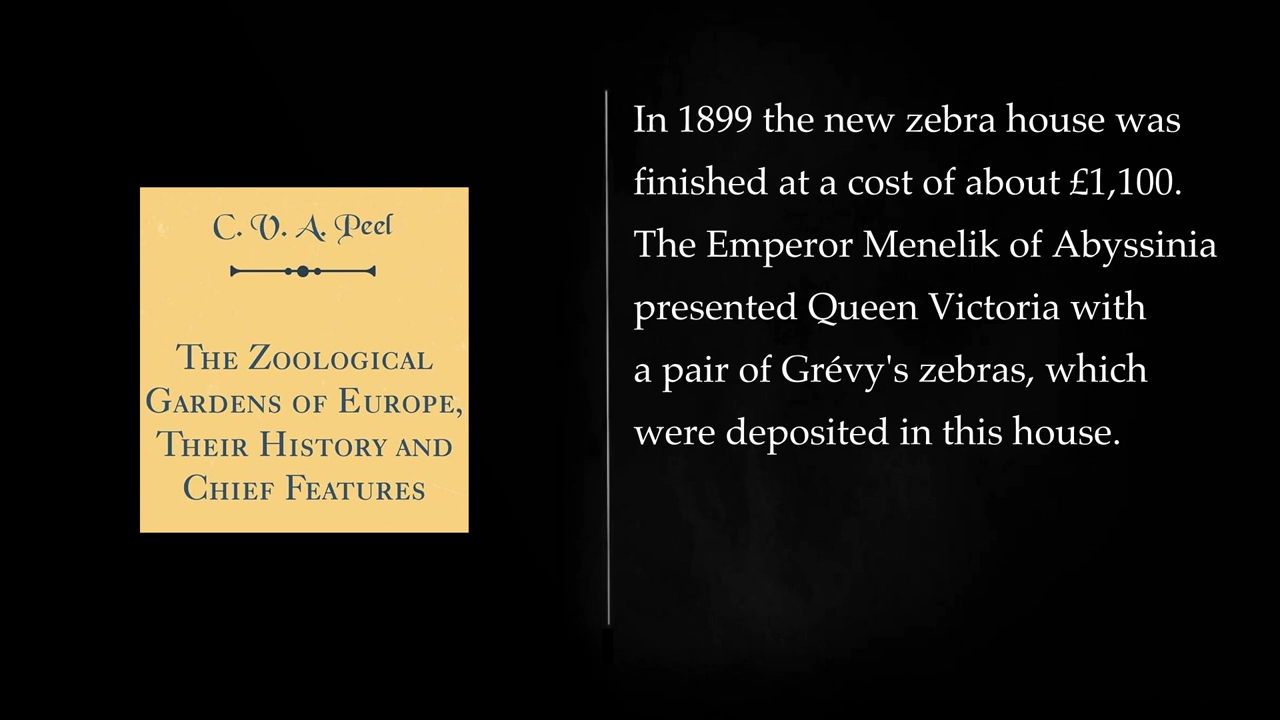 C. V. A. Peel
The Zoological
Gardens of Europe,
Their History and
Chief Features
In 1899 the new zebra house was
finished at a cost of about £1,100.
The Emperor Menelik of Abyssinia
presented Queen Victoria with
a pair of Grévy's zebras, which
were deposited in this house.